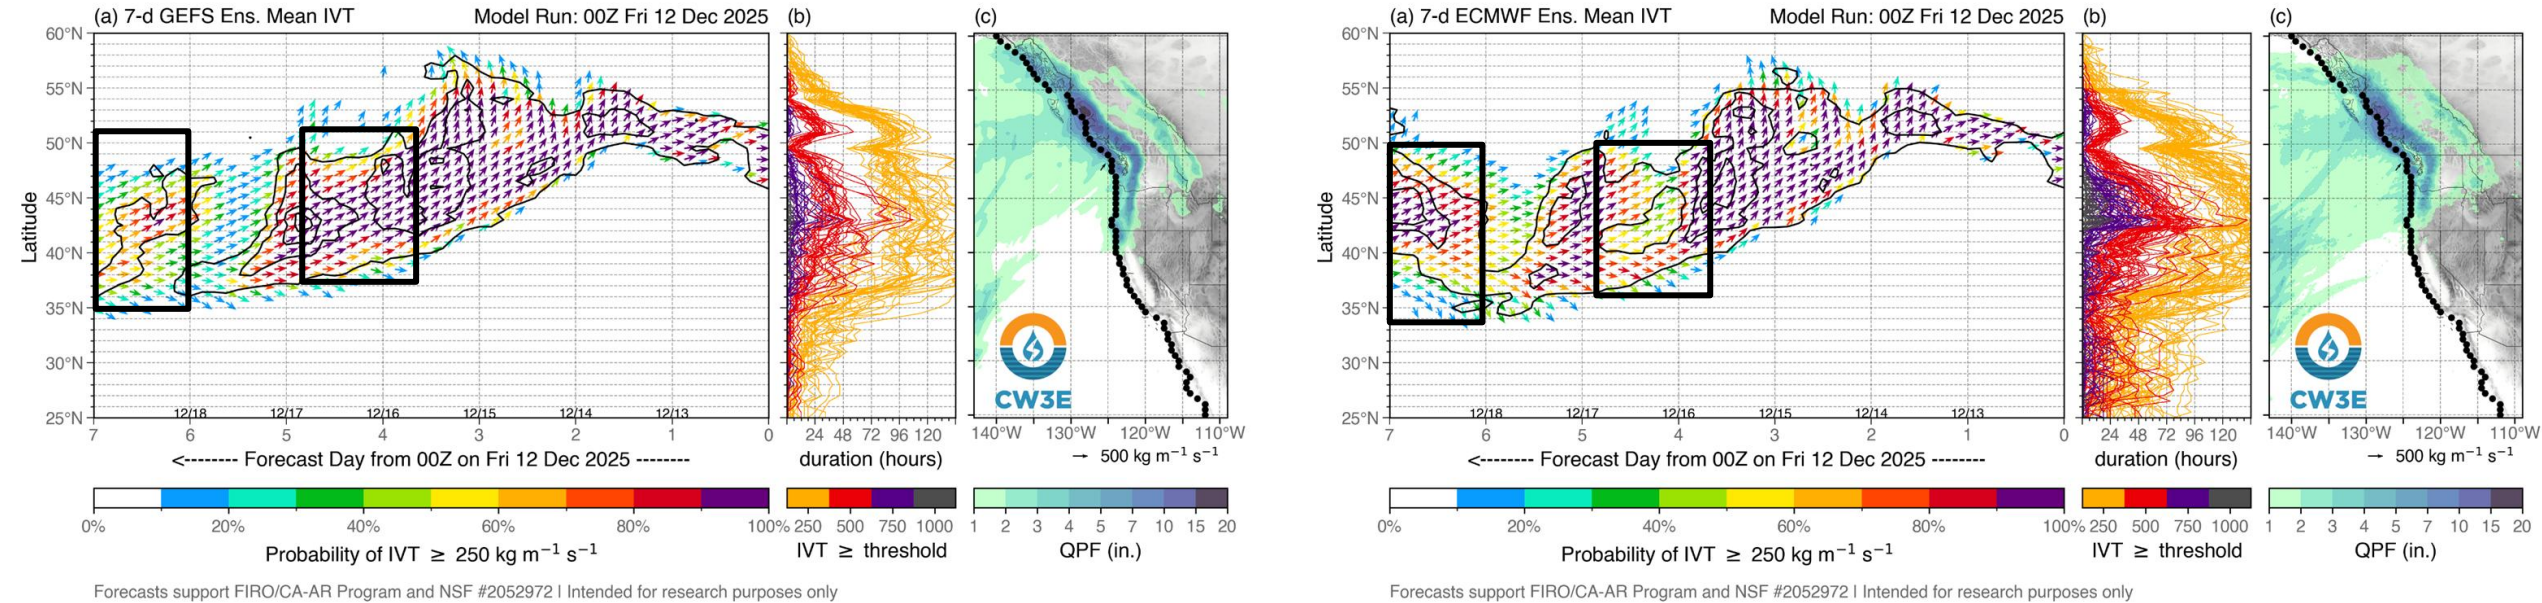 (a) 7-d GEFS Ens. Mean IVT Model Run: 00Z Fri 12 Dec 2025 (b) (c)
60°N
55°N
50°N
45°N
40°N
35°N
30°N
25°N
Latitude
12/18 12/17 12/16 12/15 12/14 12/13
7 6 5 4 3 2 1 0
<-------- Forecast Day from 00Z on Fri 12 Dec 2025 --------
24 48 72 96 120
duration (hours)
CW3E
140°W 130°W 120°W 110°W
→ 500 kg m−1 s−1
0% 20% 40% 60% 80% 100%
Probability of IVT ≥ 250 kg m−1 s−1
250 500 750 1000
IVT ≥ threshold
1 2 3 4 5 7 10 15 20
QPF (in.)
Forecasts support FIRO/CA-AR Program and NSF #2052972 | Intended for research purposes only
(a) 7-d ECMWF Ens. Mean IVT Model Run: 00Z Fri 12 Dec 2025 (b) (c)
60°N
55°N
50°N
45°N
40°N
35°N
30°N
25°N
Latitude
12/18 12/17 12/16 12/15 12/14 12/13
7 6 5 4 3 2 1 0
<-------- Forecast Day from 00Z on Fri 12 Dec 2025 --------
24 48 72 96 120
duration (hours)
CW3E
140°W 130°W 120°W 110°W
→ 500 kg m−1 s−1
0% 20% 40% 60% 80% 100%
Probability of IVT ≥ 250 kg m−1 s−1
250 500 750 1000
IVT ≥ threshold
1 2 3 4 5 7 10 15 20
QPF (in.)
Forecasts support FIRO/CA-AR Program and NSF #2052972 | Intended for research purposes only